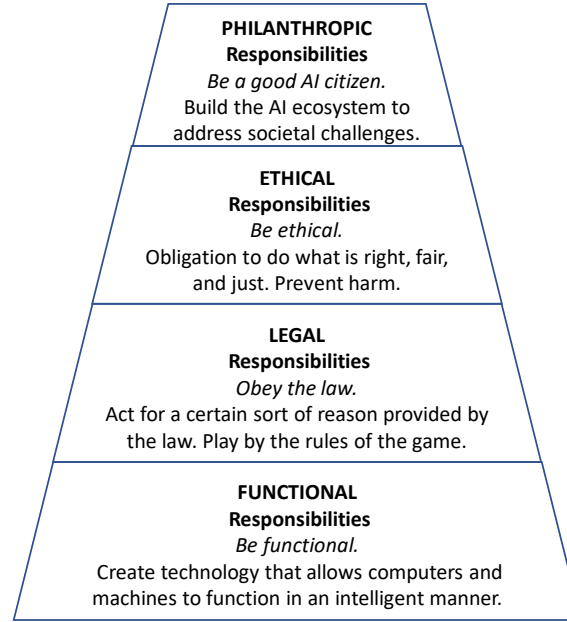 PHILANTHROPIC
Responsibilities
Be a good AI citizen.
Build the AI ecosystem to
address societal challenges.
ETHICAL
Responsibilities
Be ethical.
Obligation to do what is right, fair,
and just. Prevent harm.
LEGAL
Responsibilities
Obey the law.
Act for a certain sort of reason provided by
the law. Play by the rules of the game.
FUNCTIONAL
Responsibilities
Be functional.
Create technology that allows computers and
machines to function in an intelligent manner.